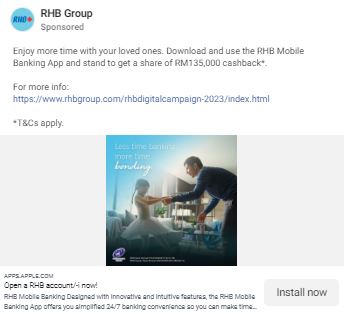 RHB Group
RHB
Sponsored
Enjoy more time with your loved ones. Download and use the RHB Mobile
Banking App and stand to get a share of RM135,000 cashback*.
For more info:
https://www.rhbgroup.com/rhbdigitalcampaign-2023/index.html
*T&Cs apply.
Less time banking,
more time
bonding.
APPS.APPLE.COM
Open a RHB account/-i now!
RHB Mobile Banking Designed with innovative and intuitive features, the RHB Mobile
Banking App offers you simplified 24/7 banking convenience so you can make time...
Install now